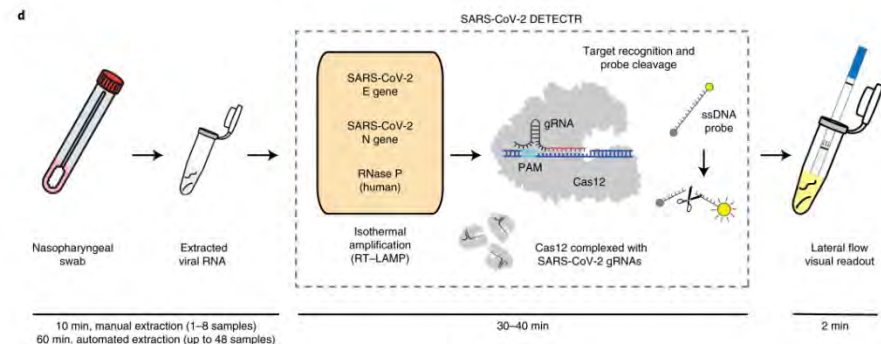 d
SARS-CoV-2 DETECTR
SARS-CoV-2
E gene
SARS-CoV-2
N gene
RNase P
(human)
Target recognition and
probe cleavage
gRNA
PAM
Cas12
ssDNA
probe
Nasopharyngeal
swab
Extracted
viral RNA
Isothermal
amplification
(RT–LAMP)
Cas12 complexed with
SARS-CoV-2 gRNAs
Lateral flow
visual readout
10 min, manual extraction (1–8 samples)
60 min, automated extraction (up to 48 samples)
30–40 min
2 min